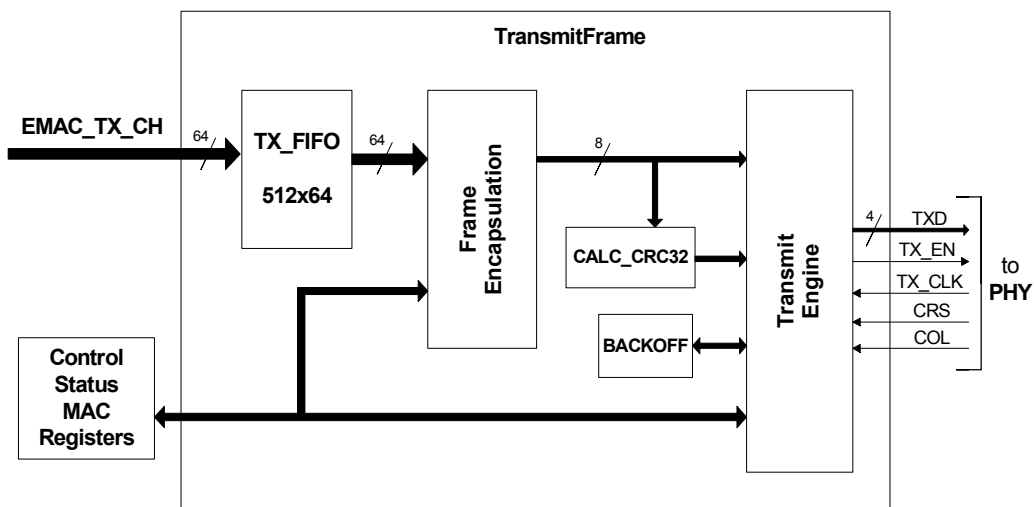 TransmitFrame
EMAC_TX_CH
64
TX_FIFO
512x64
64
Frame
Encapsulation
8
CALC_CRC32
BACKOFF
Transmit
Engine
4
TXD
TX_EN
TX_CLK
CRS
COL
to
PHY
Control
Status
MAC
Registers